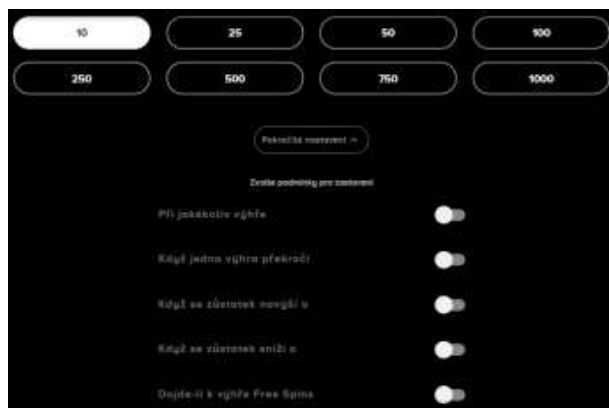 10 25 50 100
250 500 750 1000
Pokročilá nastavení
Zvolte podmínky pro zastavení
Při jakékoliv výhře
Když jedna výhra překročí
Když se zůstatek navýší o
Když se zůstatek sníží o
Dojde-li k výhře Free Spins